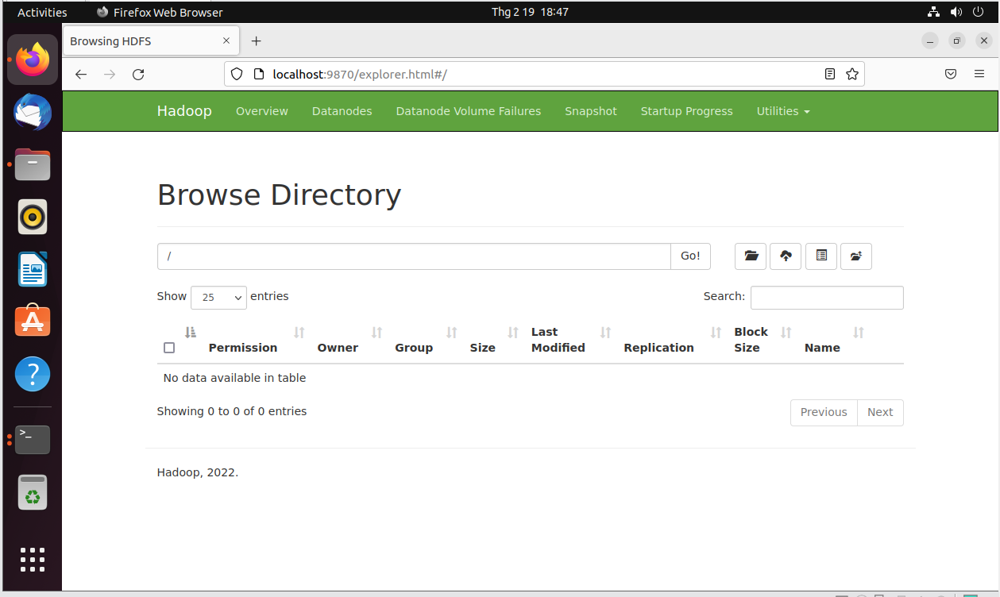 Activities Firefox Web Browser Thg 2 19 18:47
Browsing HDFS
localhost:9870/explorer.html#/
Hadoop Overview Datanodes Datanode Volume Failures Snapshot Startup Progress Utilities
Browse Directory
/ Go!
Show 25 entries Search:
Permission Owner Group Size Last Modified Replication Block Size Name
No data available in table
Showing 0 to 0 of 0 entries Previous Next
Hadoop, 2022.